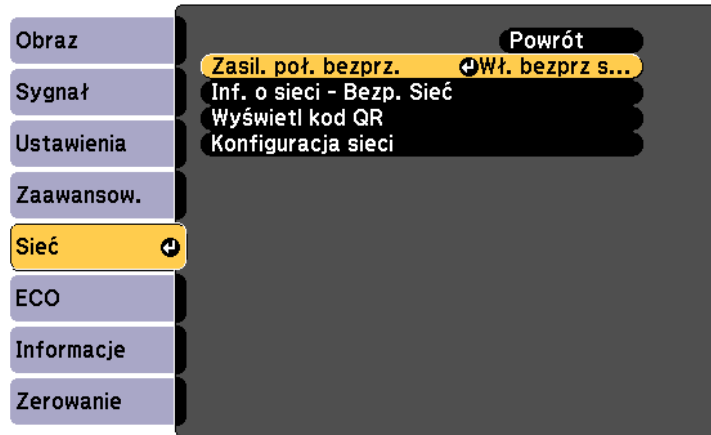 Obraz
Sygnał
Ustawienia
Zaawansow.
Sieć
ECO
Informacje
Zerowanie
Powrót
Zasil. poł. bezprz. Wł. bezprz s...
Inf. o sieci - Bezp. Sieć
Wyświetl kod QR
Konfiguracja sieci